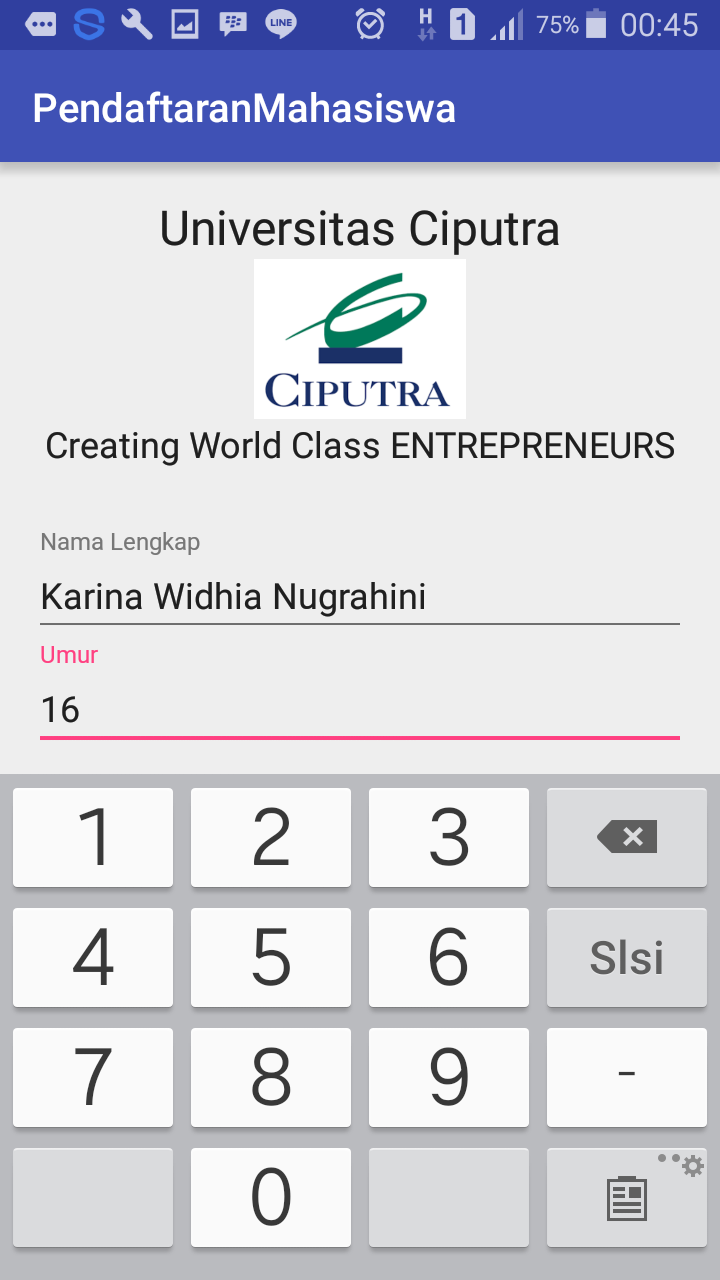 LINE H 1 75% 00:45
PendaftaranMahasiswa
Universitas Ciputra
CIPUTRA
Creating World Class ENTREPRENEURS
Nama Lengkap
Karina Widhia Nugrahini
Umur
16
1 2 3
4 5 6 Slsi
7 8 9 -
0